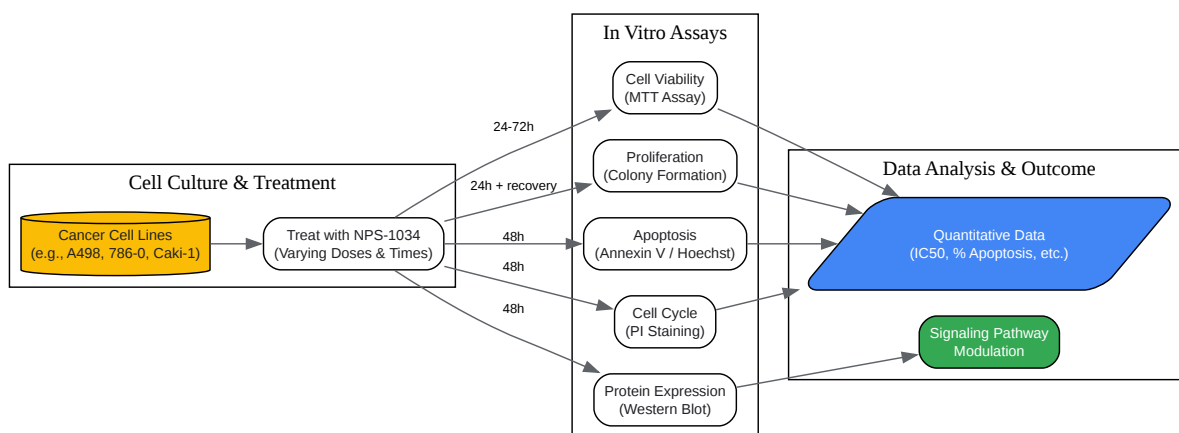 Cell Culture & Treatment
Cancer Cell Lines
(e.g., A498, 786-0, Caki-1)
Treat with NPS-1034
(Varying Doses & Times)
24-72h
24h + recovery
48h
48h
48h
In Vitro Assays
Cell Viability
(MTT Assay)
Proliferation
(Colony Formation)
Apoptosis
(Annexin V / Hoechst)
Cell Cycle
(PI Staining)
Protein Expression
(Western Blot)
Data Analysis & Outcome
Quantitative Data
(IC50, % Apoptosis, etc.)
Signaling Pathway
Modulation